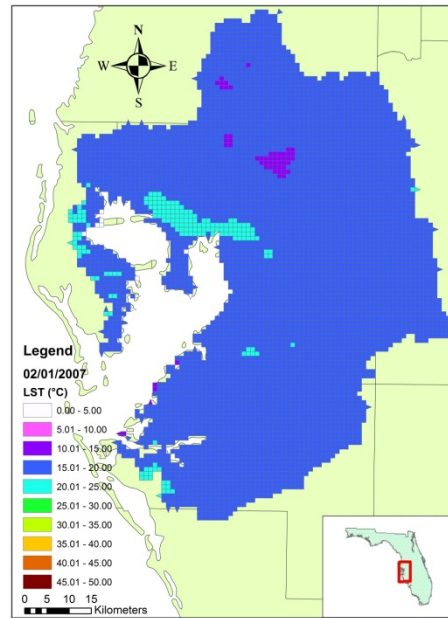 N
W E
S
Legend
02/01/2007
LST (°C)
0.00 - 5.00
5.01 - 10.00
10.01 - 15.00
15.01 - 20.00
20.01 - 25.00
25.01 - 30.00
30.01 - 35.00
35.01 - 40.00
40.01 - 45.00
45.01 - 50.00
0 5 10 15
Kilometers